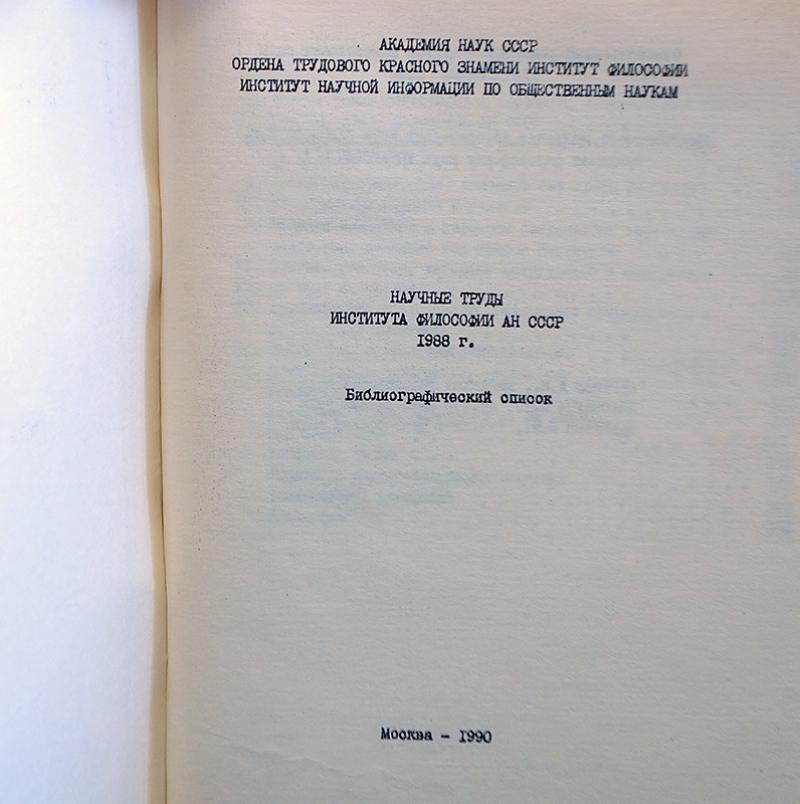 АКАДЕМИЯ НАУК СССР
ОРДЕНА ТРУДОВОГО КРАСНОГО ЗНАМЕНИ ИНСТИТУТ ФИЛОСОФИИ
ИНСТИТУТ НАУЧНОЙ ИНФОРМАЦИИ ПО ОБЩЕСТВЕННЫМ НАУКАМ
НАУЧНЫЕ ТРУДЫ
ИНСТИТУТА ФИЛОСОФИИ АН СССР
1988 г.
Библиографический список
Москва - 1990